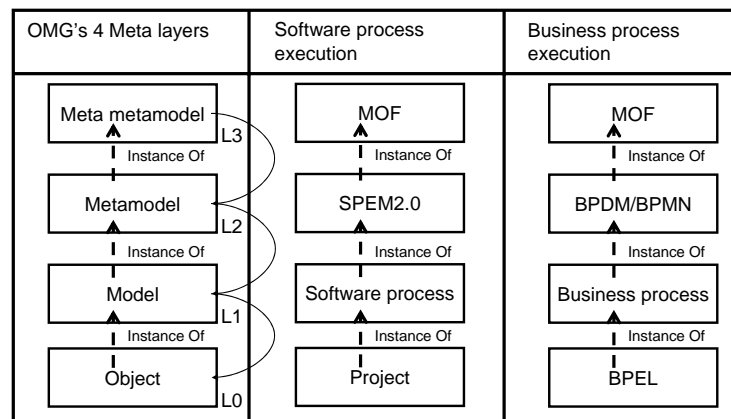 OMG's 4 Meta layers
Software process
execution
Business process
execution
Meta metamodel
L3
Instance Of
Metamodel
L2
Instance Of
Model
L1
Instance Of
Object
L0
MOF
Instance Of
SPEM2.0
Instance Of
Software process
Instance Of
Project
MOF
Instance Of
BPDM/BPMN
Instance Of
Business process
Instance Of
BPEL